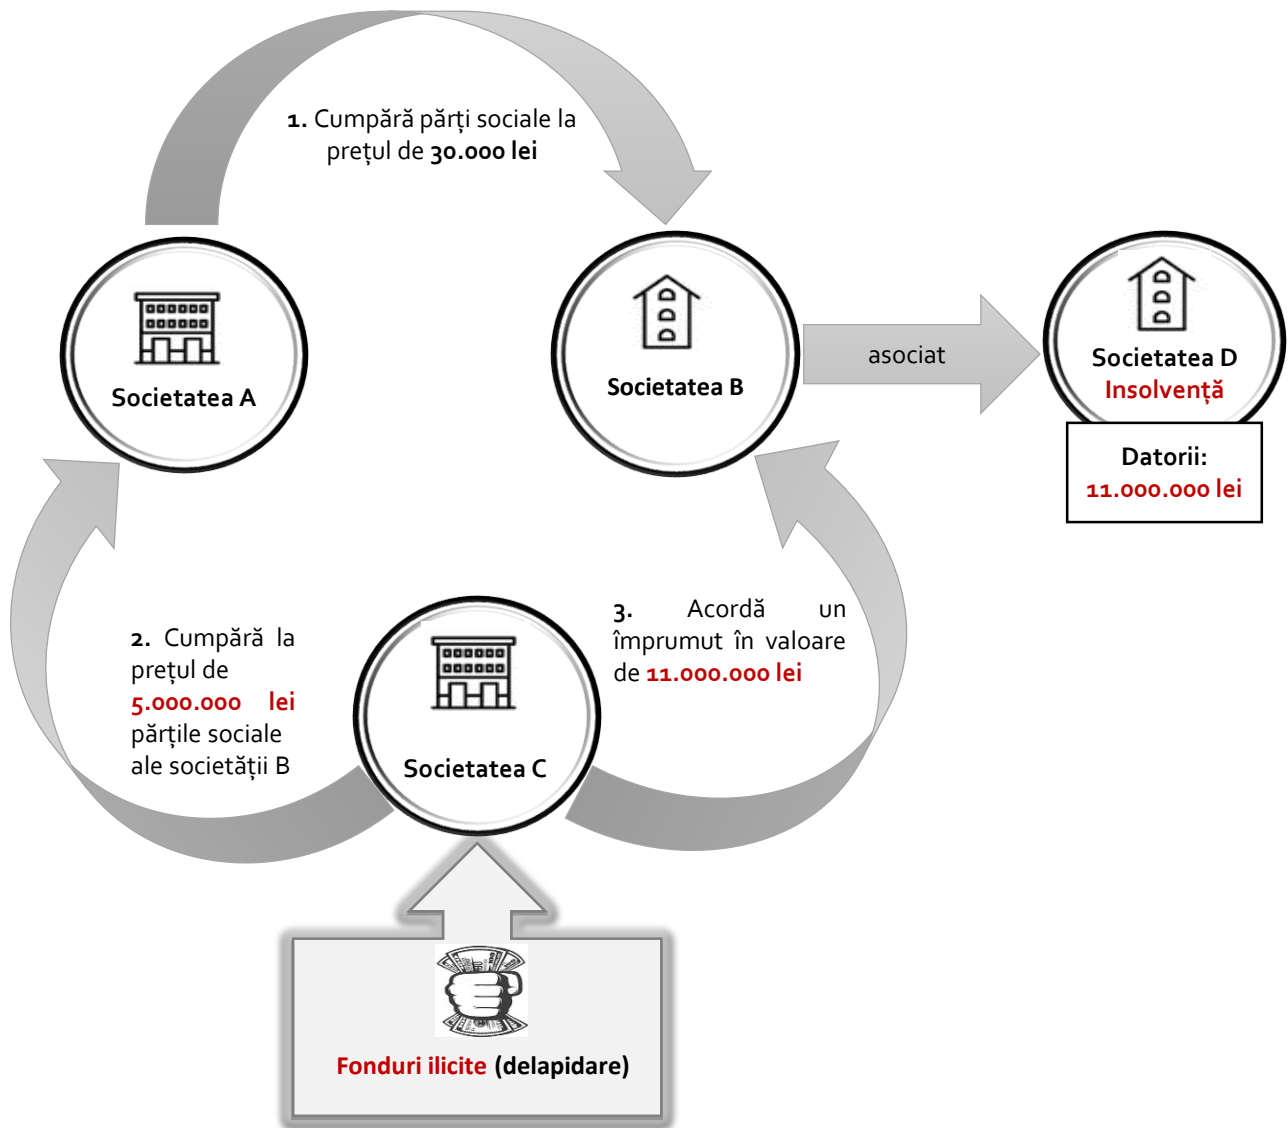 1. Cumpără părți sociale la
prețul de 30.000 lei
Societatea A
Societatea B
asociat
Societatea D
Insolvență
Datorii:
11.000.000 lei
2. Cumpără la
prețul de
5.000.000 lei
părțile sociale
ale societății B
3. Acordă un
împrumut în valoare
de 11.000.000 lei
Societatea C
Fonduri ilicite (delapidare)